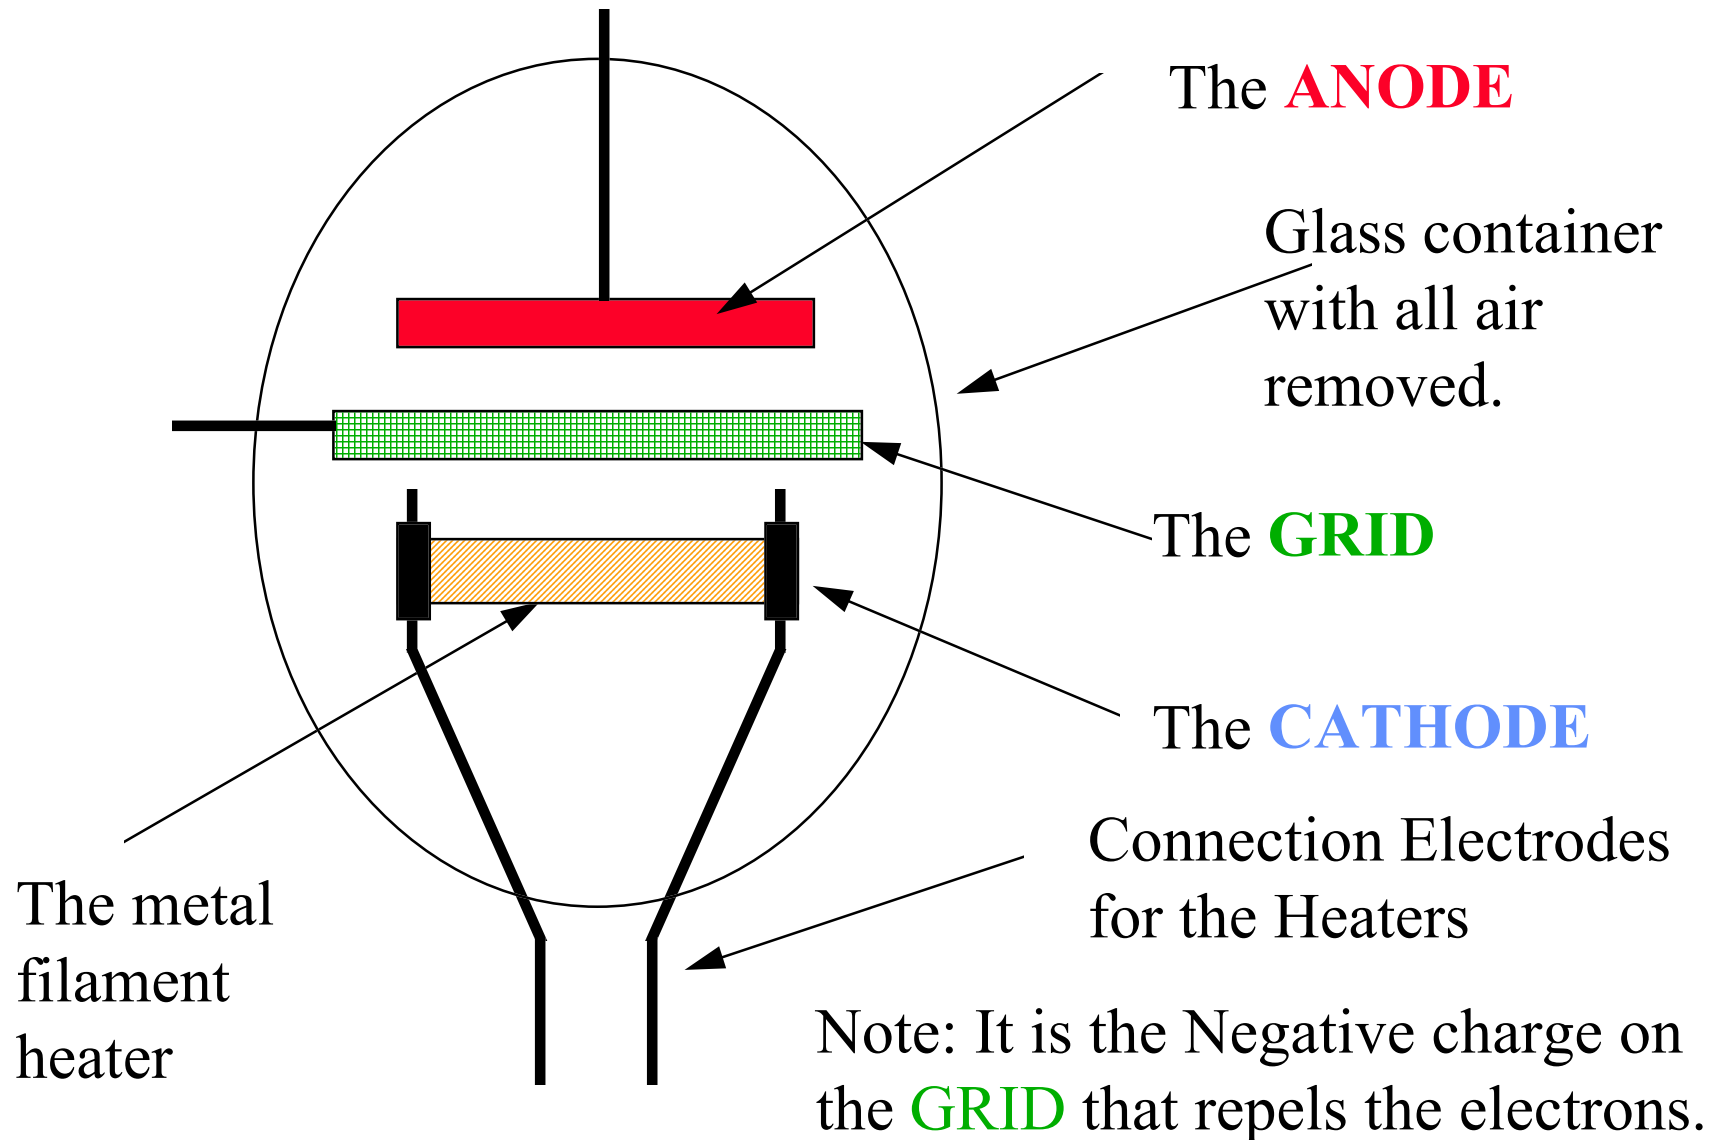 The ANODE
Glass container
with all air
removed.
The GRID
The CATHODE
Connection Electrodes
for the Heaters
The metal
filament
heater
Note: It is the Negative charge on
the GRID that repels the electrons.